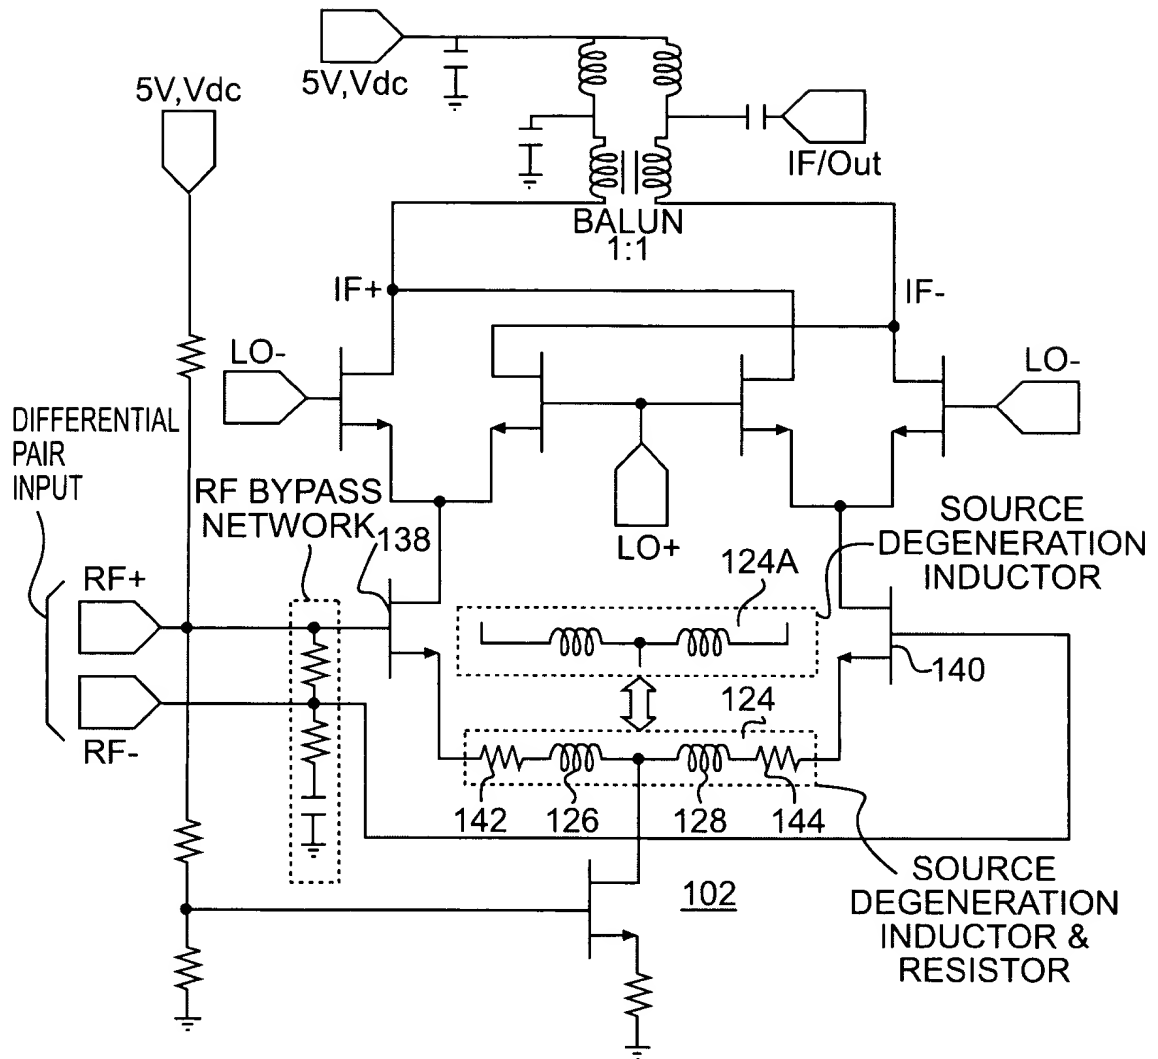 5V,Vdc
5V,Vdc
IF/Out
BALUN
1:1
IF+
IF-
LO-
LO-
DIFFERENTIAL
PAIR
INPUT
RF BYPASS
NETWORK
138
LO+
SOURCE
DEGENERATION
INDUCTOR
124A
RF+
140
RF-
124
142
126
128
144
102
SOURCE
DEGENERATION
INDUCTOR &
RESISTOR